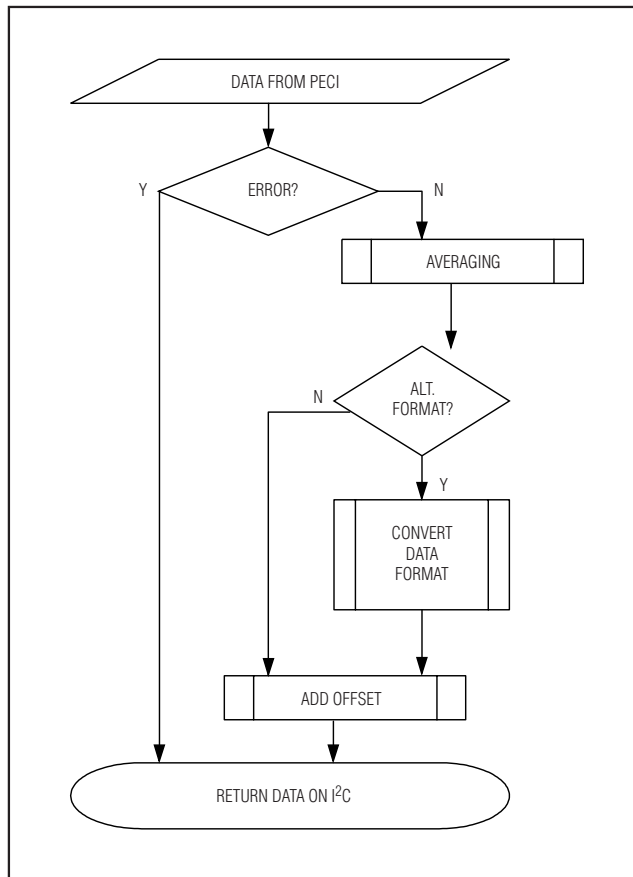 DATA FROM PECI
Y
ERROR?
N
AVERAGING
ALT.
FORMAT?
N
Y
CONVERT
DATA
FORMAT
ADD OFFSET
RETURN DATA ON I²C